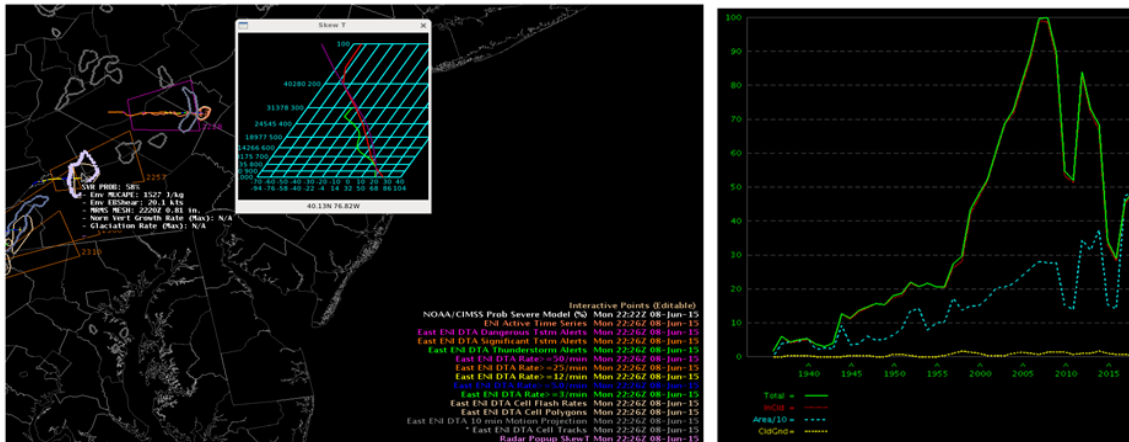 Skew T
100
40280 200
31378 300
24545 400
18977 500
14266 600
-70 -60 -50 -40 -30 -20 -10 0 10 20 30 40
-94 -76 -58 -40 -22 -4 14 32 50 68 86 104
40.13N 76.82W
2257
SVR PROG: 58%
- Env MUCAPE: 1527 J/kg
- Env EBShear: 20.1 kts
- MRMS MESH: 2220Z 0.81 in.
- Norm Vert Growth Rate (Max): N/A
- Glaciation Rate (Max): N/A
2310
Interactive Points (Editable)
NOAA/CIMSS Prob Severe Model (%) Mon 22:22Z 08-Jun-15
ENI Active Time Series Mon 22:26Z 08-Jun-15
East ENI DTA Dangerous Tstm Alerts Mon 22:26Z 08-Jun-15
East ENI DTA Significant Tstm Alerts Mon 22:26Z 08-Jun-15
East ENI DTA Thunderstorm Alerts Mon 22:26Z 08-Jun-15
East ENI DTA Rate>=50/min Mon 22:26Z 08-Jun-15
East ENI DTA Rate>=25/min Mon 22:26Z 08-Jun-15
East ENI DTA Rate>=12/min Mon 22:26Z 08-Jun-15
Mon 22:26Z 08-Jun-15
East ENI DTA Rate>=3/min Mon 22:26Z 08-Jun-15
East ENI DTA Cell Flash Rates Mon 22:26Z 08-Jun-15
East ENI DTA Cell Polygons Mon 22:26Z 08-Jun-15
East ENI DTA 10 min Motion Projection Mon 22:26Z 08-Jun-15
* East ENI DTA Cell Tracks Mon 22:26Z 08-Jun-15
Radar Popup SkewT Mon 22:26Z 08-Jun-15
100
90
80
70
60
50
40
30
20
10
0
1940 1945 1950 1955 2000 2005 2010 2015
Total =
InCld =
Area/10 =
CldGnd=